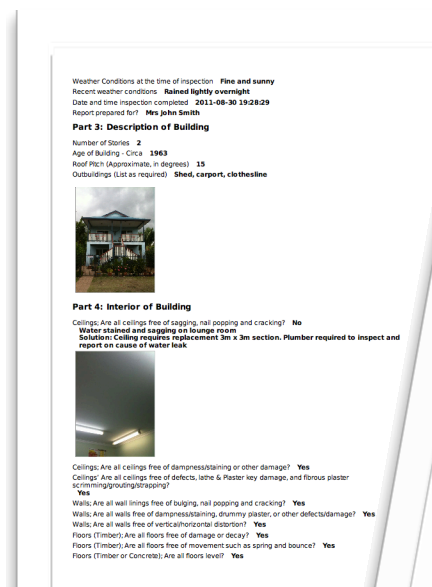 Weather Conditions at the time of inspection Fine and sunny
Recent weather conditions Rained lightly overnight
Date and time inspection completed 2011-08-30 19:28:29
Report prepared for? Mrs John Smith
Part 3: Description of Building
Number of Stories 2
Age of Building - Circa 1963
Roof Pitch (Approximate, in degrees) 15
Outbuildings (List as required) Shed, carport, clothesline
Part 4: Interior of Building
Ceilings; Are all ceilings free of sagging, nail popping and cracking? No
Water stained and sagging on lounge room
Solution: Ceiling requires replacement 3m x 3m section. Plumber required to inspect and
report on cause of water leak
Ceilings; Are all ceilings free of dampness/staining or other damage? Yes
Ceilings' Are all ceilings free of defects, lathe & Plaster key damage, and fibrous plaster
scrimming/grouting/strapping?
Yes
Walls; Are all wall linings free of bulging, nail popping and cracking? Yes
Walls; Are all walls free of dampness/staining, drummy plaster, or other defects/damage? Yes
Walls; Are all walls free of vertical/horizontal distortion? Yes
Floors (Timber); Are all floors free of damage or decay? Yes
Floors (Timber); Are all floors free of movement such as spring and bounce? Yes
Floors (Timber or Concrete); Are all floors level? Yes